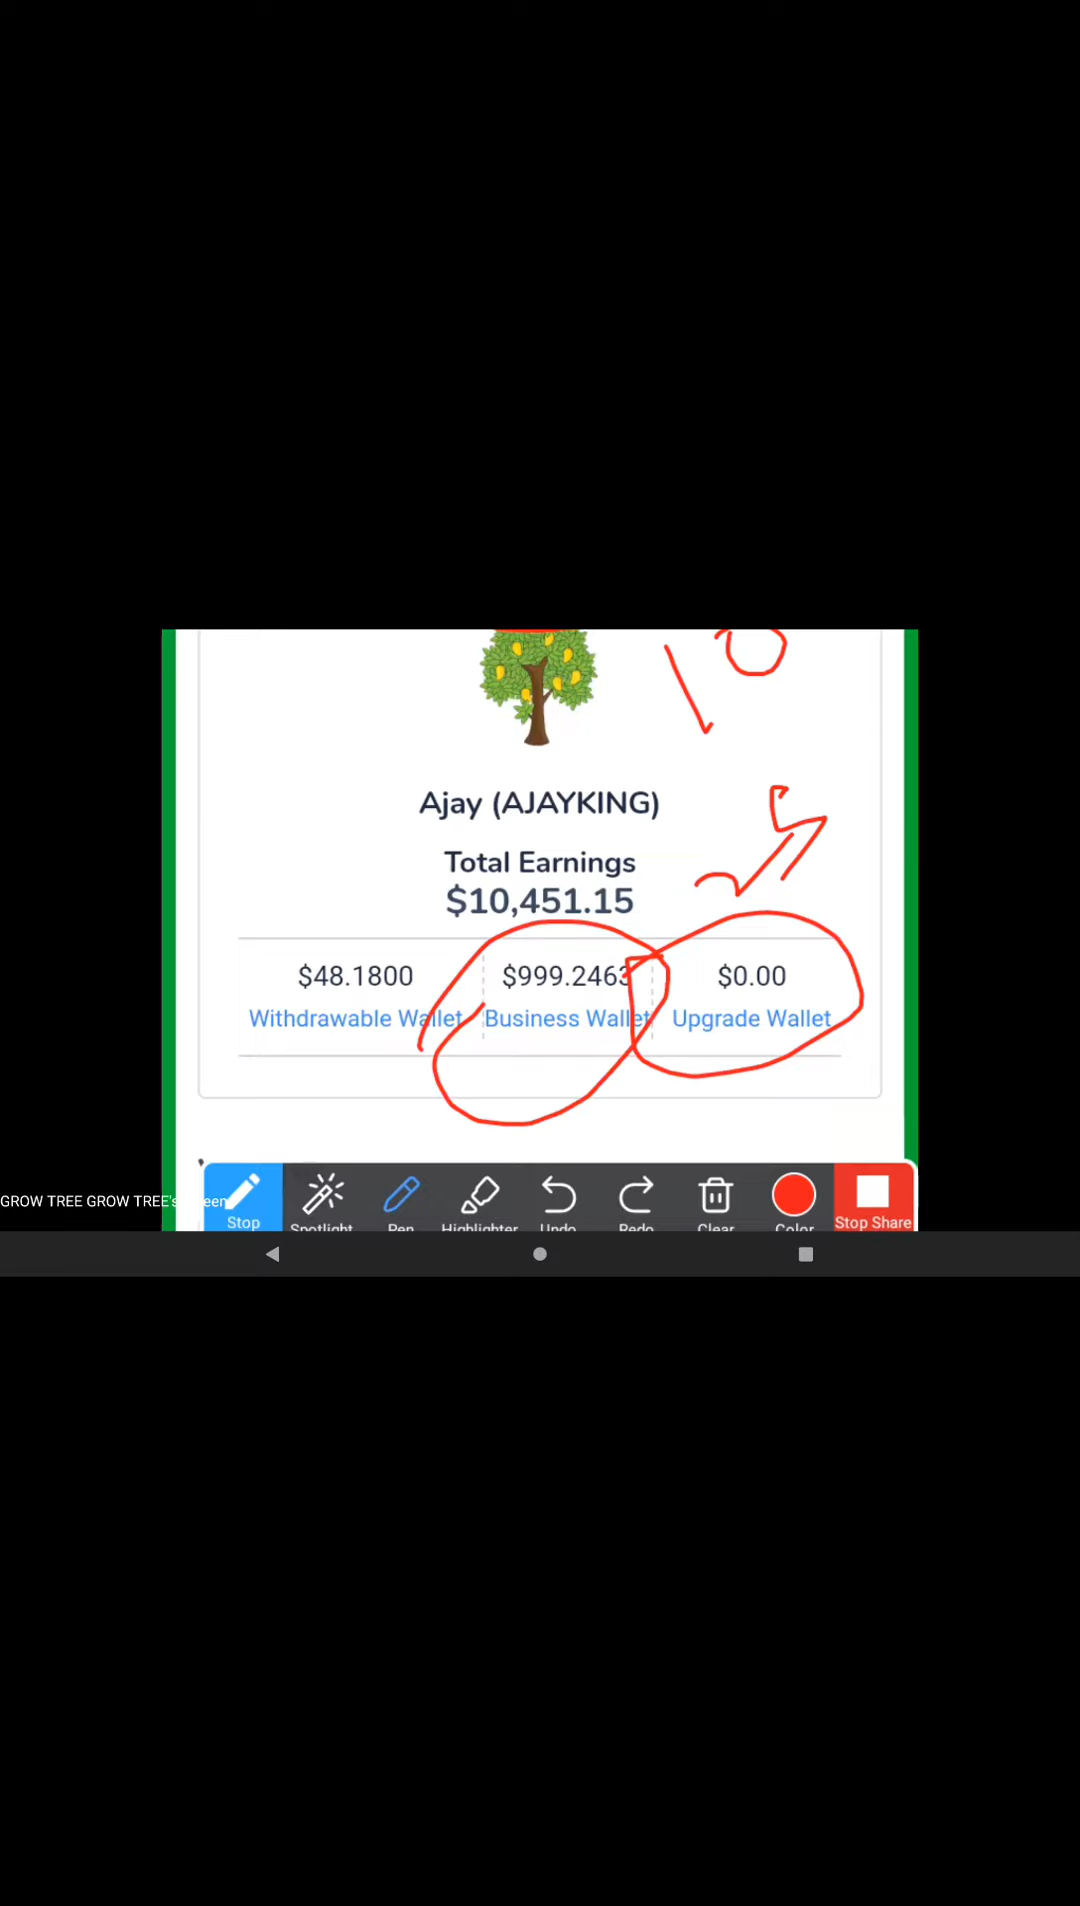 10
25
Ajay (AJAYKING)
Total Earnings
$10,451.15
$48.1800 $999.2463 $0.00
Withdrawable Wallet Business Wallet Upgrade Wallet
GROW TREE GROW TREE's
Stop Spotlight Pen Highlighter Undo Redo Clear Color Stop Share